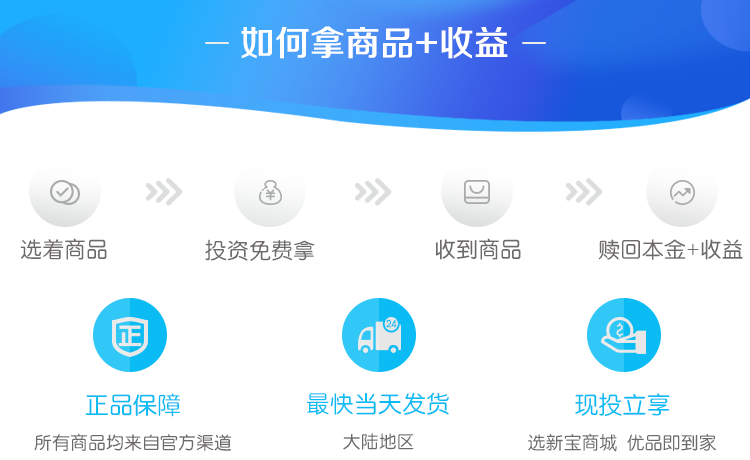 如何拿商品+收益
选着商品 投资免费拿 收到商品 赎回本金+收益
正 24
正品保障 最快当天发货 现投立享
所有商品均来自官方渠道 大陆地区 选新宝商城 优品即到家